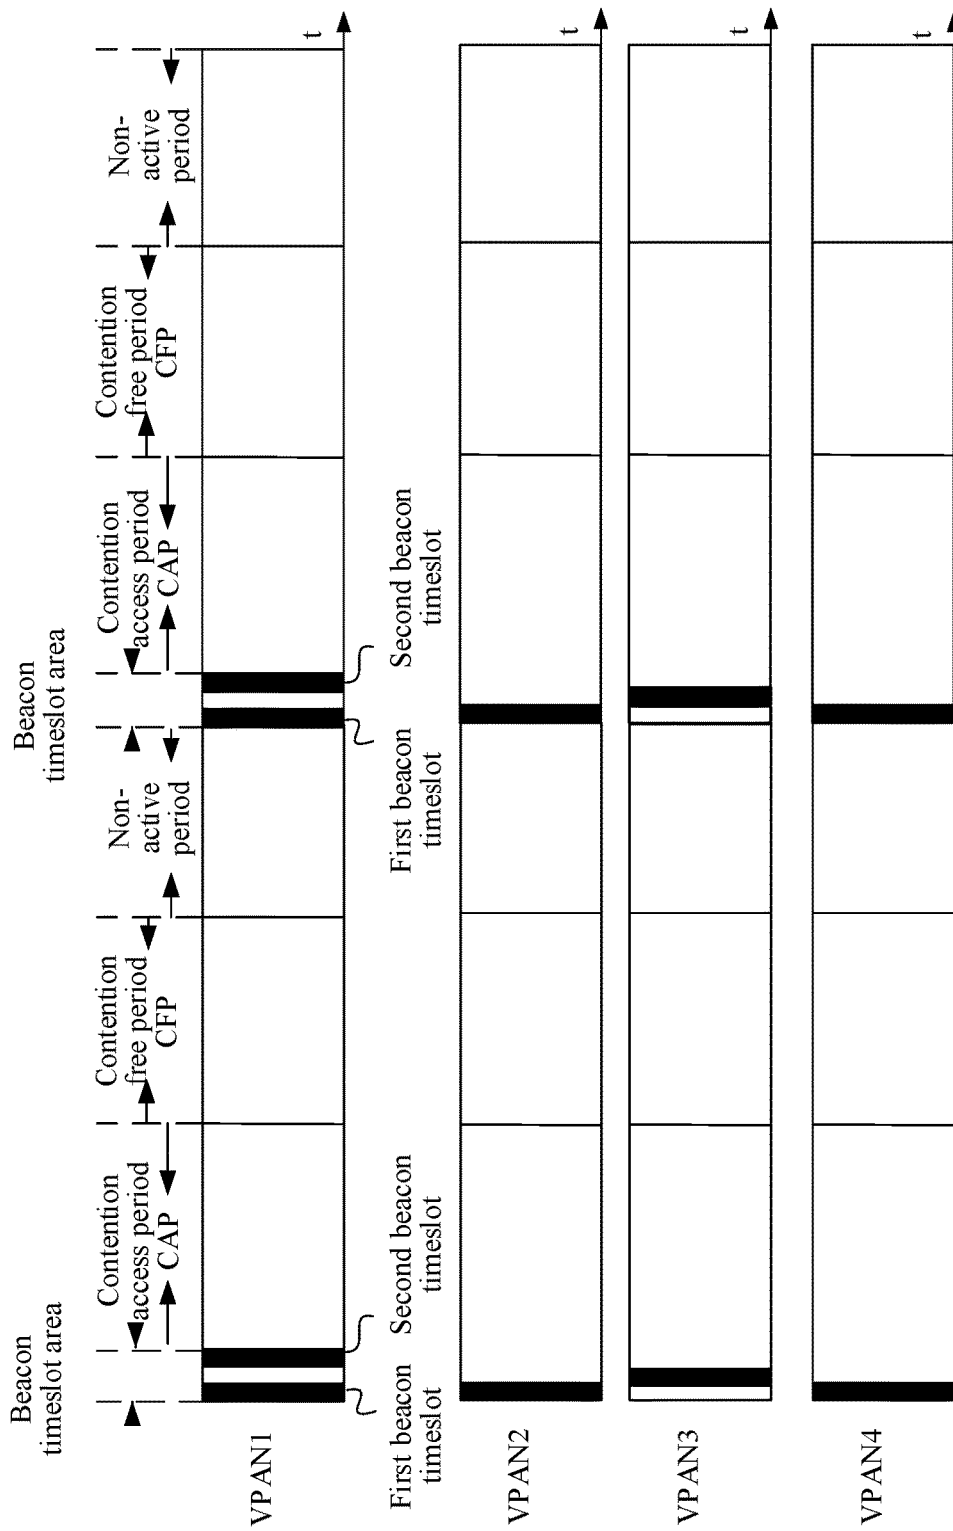 Beacon
timeslot area
Contention
access period
CAP
Contention
free period
CFP
Non-
active
period
Beacon
timeslot area
Contention
access period
CAP
Contention
free period
CFP
Non-
active
period
VPAN1
t
First beacon
timeslot
Second beacon
timeslot
First beacon
timeslot
Second beacon
timeslot
VPAN2
t
VPAN3
t
VPAN4
t